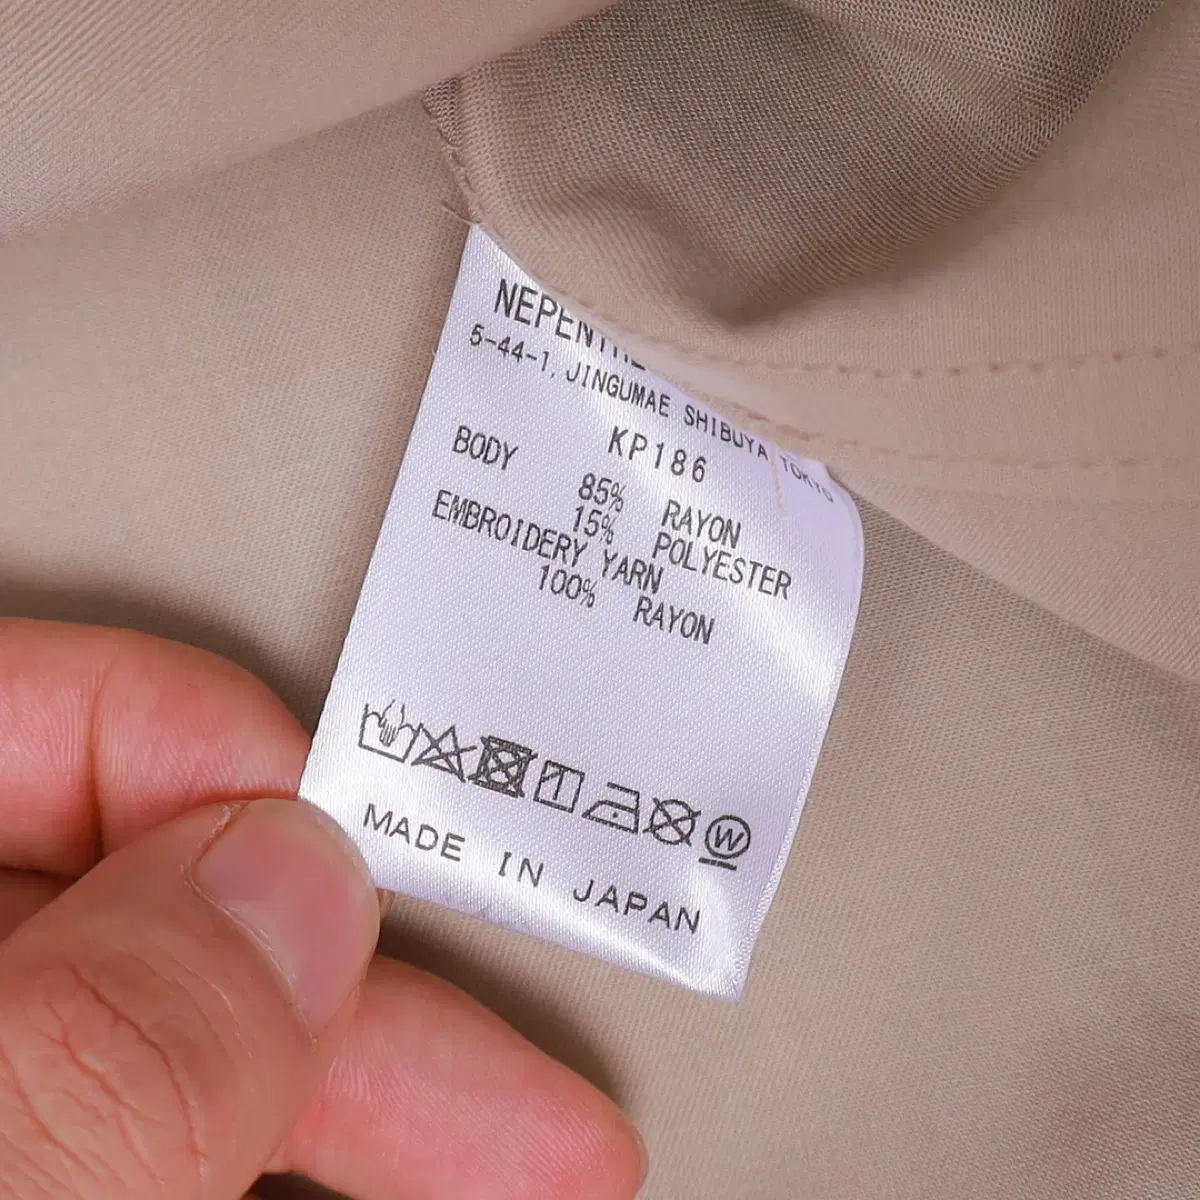 5-44-1, JINGUMAE SHIBUYA TOKYO
KP186
BODY
85% RAYON
15% POLYESTER
EMBROIDERY YARN
100% RAYON
W
MADE IN JAPAN